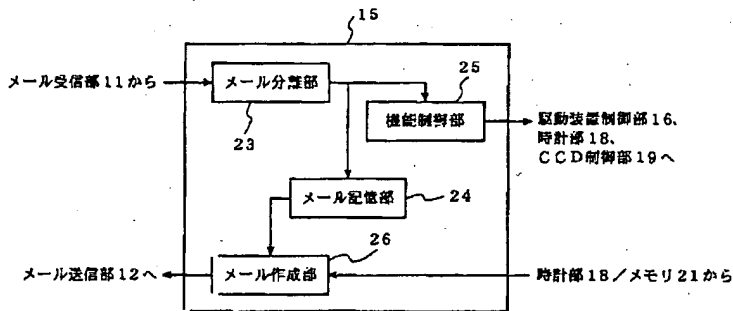 15
メール受信部11から
メール分離部
25
23
機能制御部
駆動装置制御部16、
時計部18、
CCD制御部19へ
メール記憶部
24
26
メール送信部12へ
メール作成部
時計部18/メモリ21から